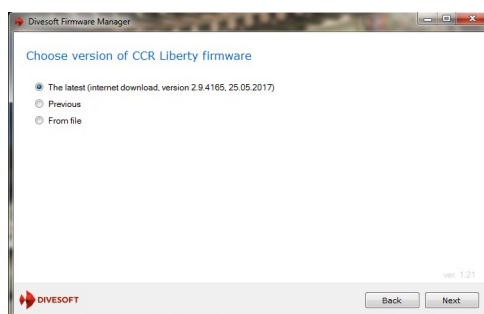 Divesoft Firmware Manager
Choose version of CCR Liberty firmware
The latest (internet download, version 2.9.4165, 25.05.2017)
Previous
From file
ver. 1.21
DIVESOFT
Back
Next